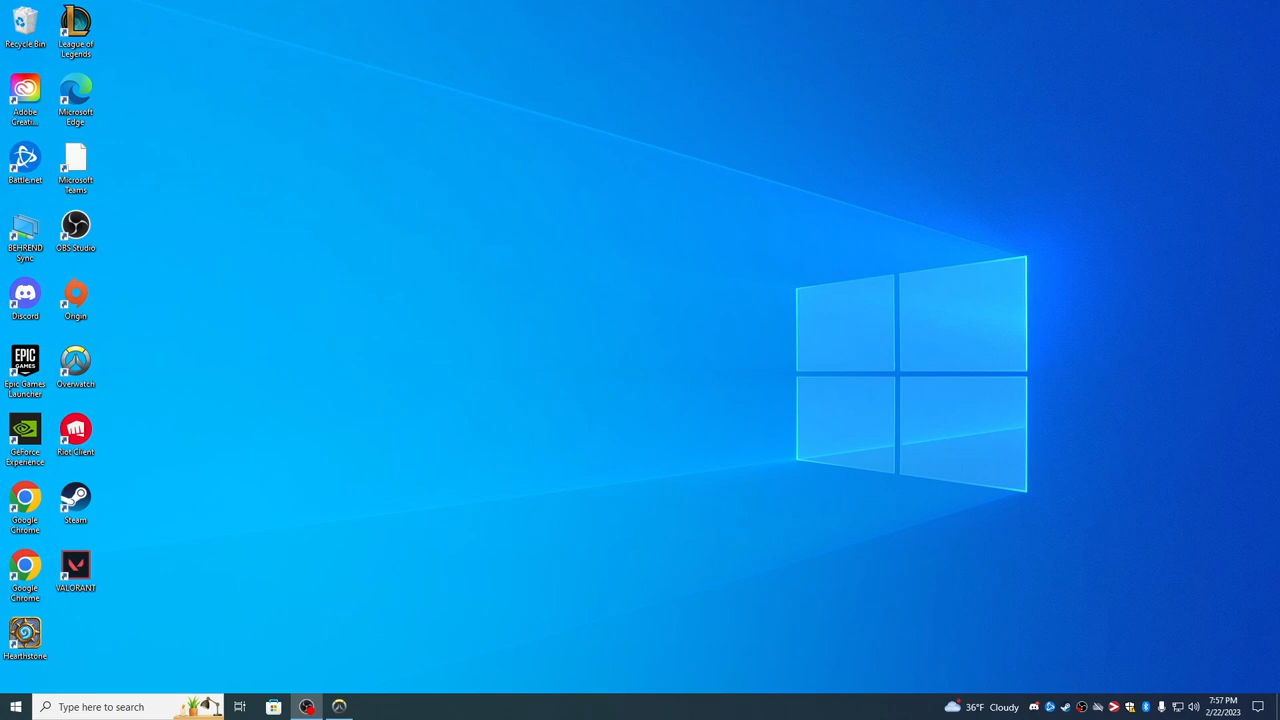 Recycle Bin
League of
Legends
Adobe
Creati...
Microsoft
Edge
Battle.net
Microsoft
Teams
BEHREND
Sync
OBS Studio
Discord
Origin
EPIC
GAMES
Epic Games
Launcher
Overwatch
GeForce
Experience
Riot Client
Google
Chrome
Steam
Google
Chrome
VALORANT
Hearthstone
Type here to search
36°F Cloudy
7:57 PM
2/22/2023